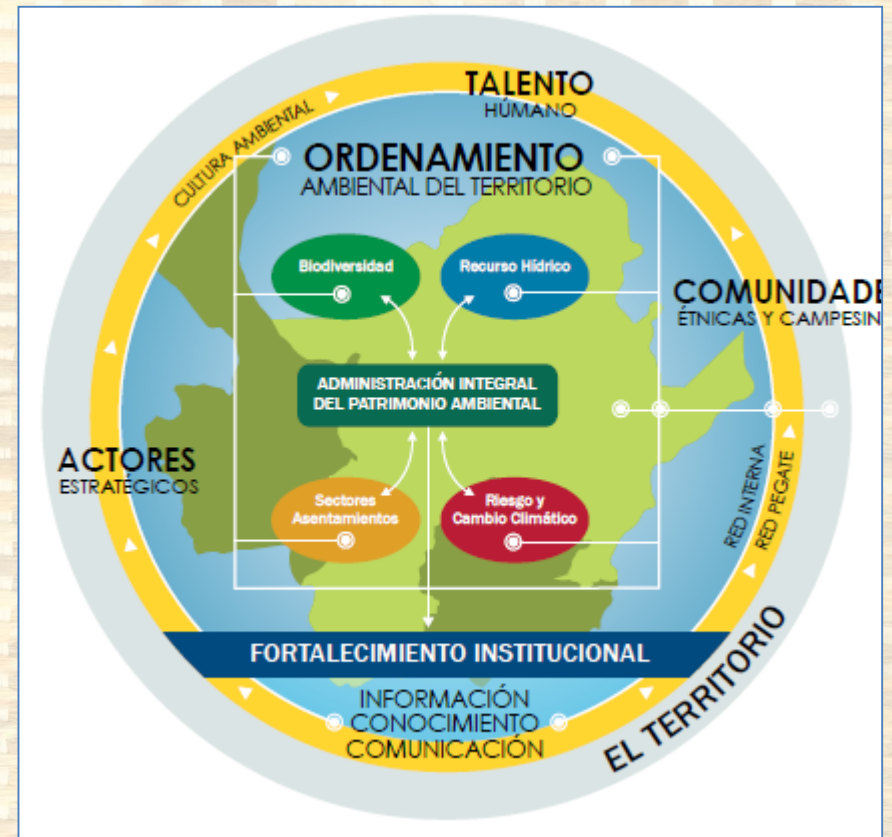 TALENTO
HÚMANO
CULTURA AMBIENTAL
ORDENAMIENTO
AMBIENTAL DEL TERRITORIO
Biodiversidad
Recurso Hídrico
COMUNIDADE
ÉTNICAS Y CAMPESIN
ADMINISTRACIÓN INTEGRAL
DEL PATRIMONIO AMBIENTAL
ACTORES
ESTRATÉGICOS
Sectores
Asentamientos
Riesgo y
Cambio Climático
RED INTERNA
RED PEGATE
FORTALECIMIENTO INSTITUCIONAL
INFORMACIÓN
CONOCIMIENTO
COMUNICACIÓN
EL TERRITORIO